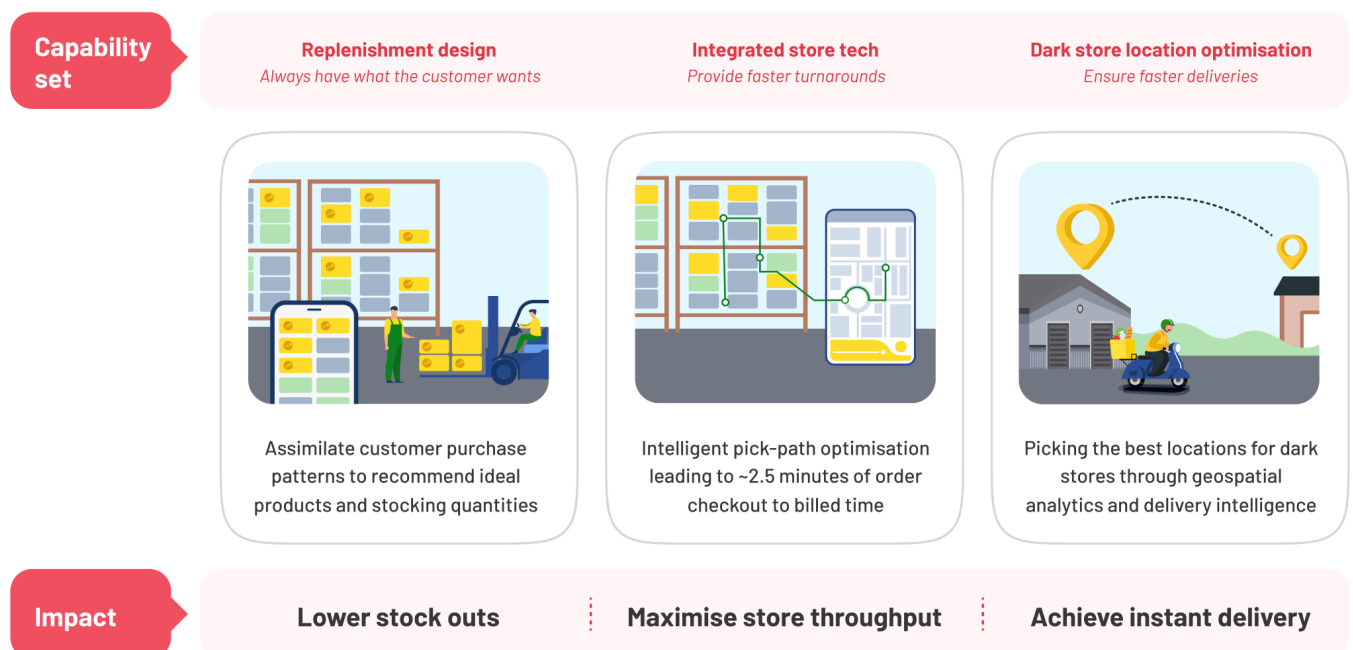 Capability
set
Replenishment design
Always have what the customer wants
Integrated store tech
Provide faster turnarounds
Dark store location optimisation
Ensure faster deliveries
Assimilate customer purchase
patterns to recommend ideal
products and stocking quantities
Intelligent pick-path optimisation
leading to ~2.5 minutes of order
checkout to billed time
Picking the best locations for dark
stores through geospatial
analytics and delivery intelligence
Impact
Lower stock outs
Maximise store throughput
Achieve instant delivery